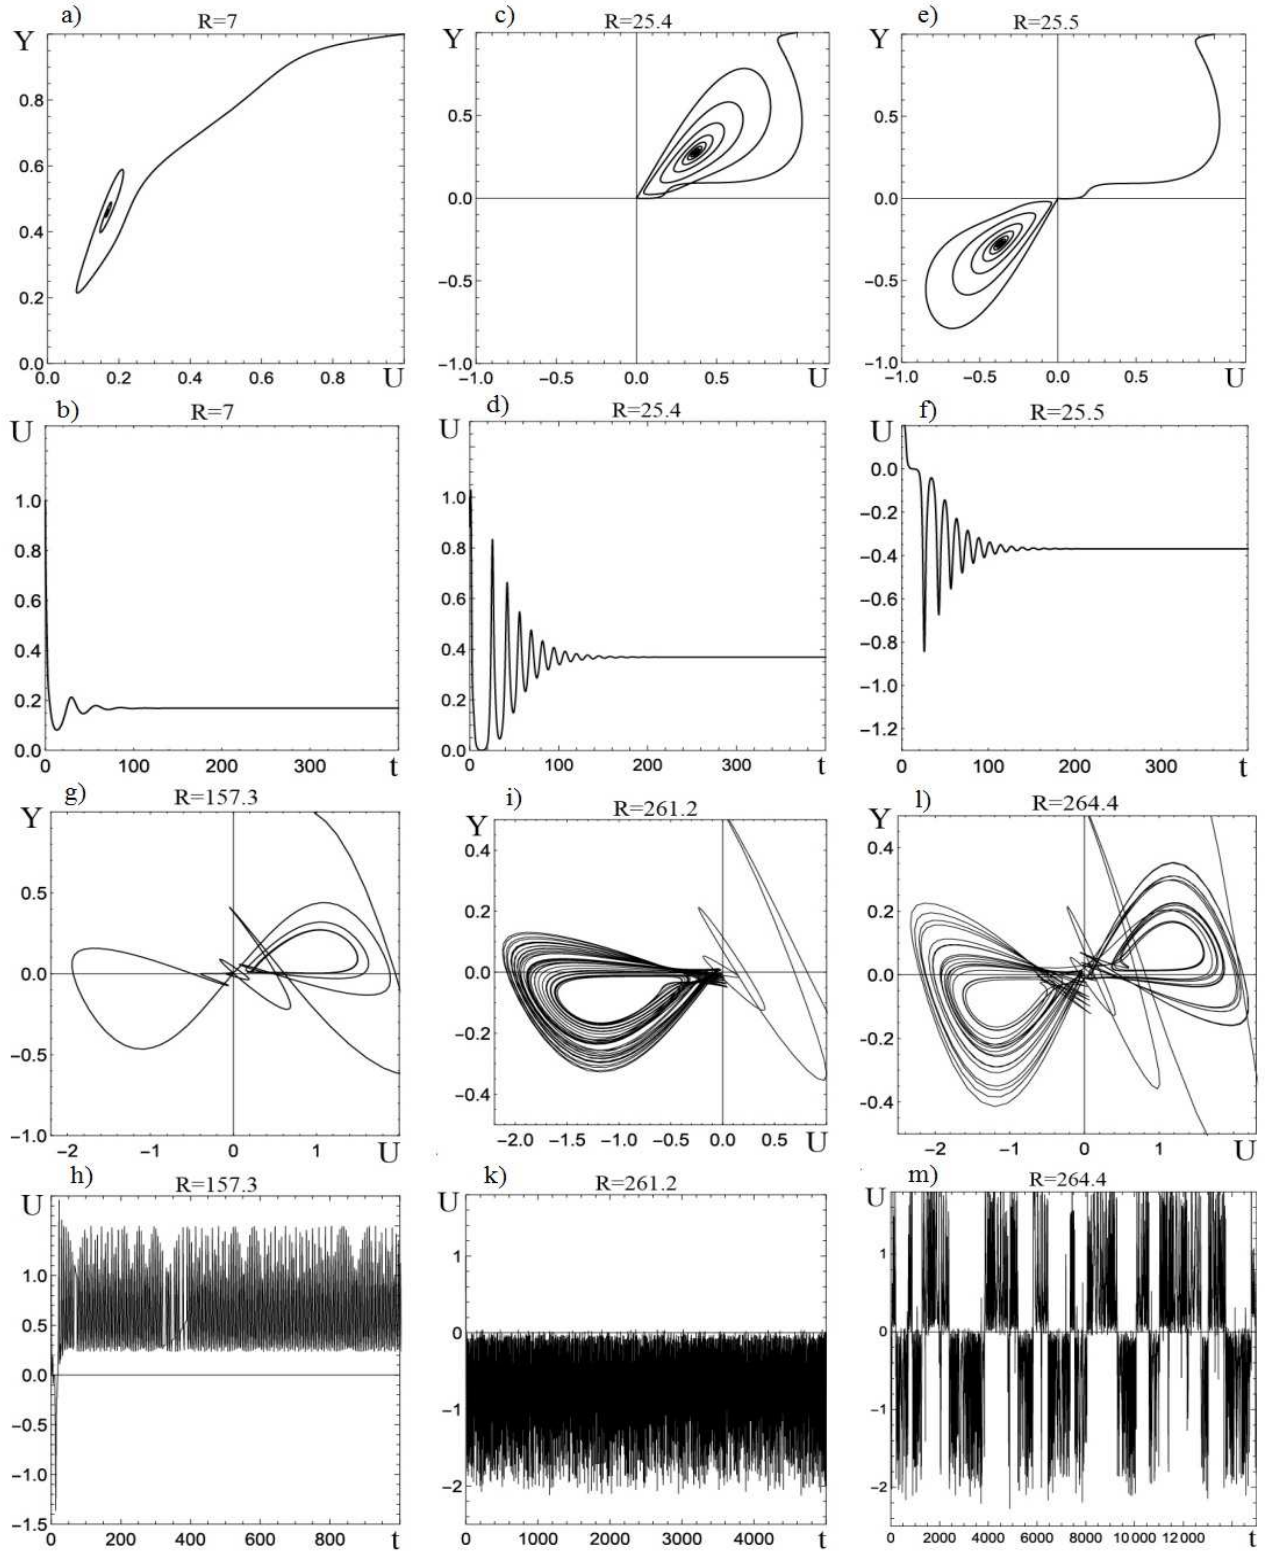 a) R=7 c) R=25.4 e) R=25.5
Y Y Y
0.8 0.5 0.5
0.6
0.4 0.0 0.0
0.2 −0.5 −0.5
0.0 −1.0 −1.0
0.0 0.2 0.4 0.6 0.8 U −1.0 −0.5 0.0 0.5 U −1.0 −0.5 0.0 0.5 U
b) R=7 d) R=25.4 f) R=25.5
U U U
1.0 1.0 0.0
0.8 0.8 −0.2
0.6 0.6 −0.4
0.4 0.4 −0.6
0.2 0.2 −0.8
0.0 0.0 −1.0
−1.2
0 100 200 300 t 0 100 200 300 t 0 100 200 300 t
g) R=157.3 i) R=261.2 l) R=264.4
Y Y Y
0.5 0.4 0.4
0.2 0.2
0.0 0.0 0.0
−0.5 −0.2 −0.2
−1.0 −0.4 −0.4
−2 −1 0 1 U −2.0 −1.5 −1.0 −0.5 0.0 0.5 U −2 −1 0 1 U
h) R=157.3 k) R=261.2 m) R=264.4
U U U
1.0 1 1
0.5
0.0 0 0
−0.5 −1 −1
−1.0 −2 −2
−1.5
0 200 400 600 800 t 0 1000 2000 3000 4000 t 0 2000 4000 6000 8000 10000 12000 t